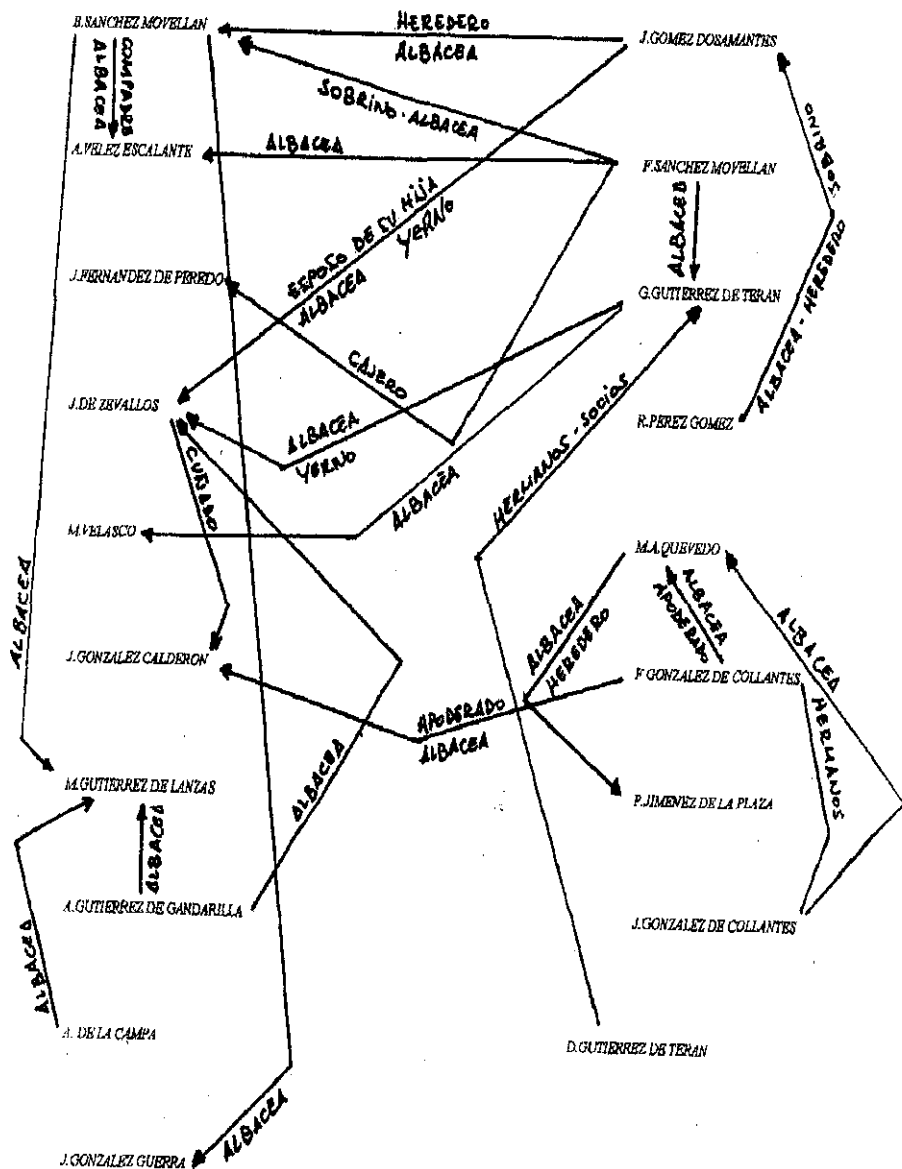 B.SANCHEZ MOVELLAN
HEREDERO
ALBACEA
J.GOMEZ DOSAMANTES
COMPADRE
ALBACEA
SOBRINO-ALBACEA
SOBRINO
A.VELEZ ESCALANTE
ALBACEA
F.SANCHEZ MOVELLAN
ESPOSO DE SU HIJA
YERNO
ALBACEA
ALBACEA
J.FERNANDEZ DE PEREDO
G.GUTIERREZ DE TERAN
CAJERO
ALBACEA-HEREDERO
J.DE ZEVALLOS
ALBACEA
YERNO
HERMANOS-SOCIOS
R.PEREZ GOMEZ
CUÑADO
ALBACEA
M.VELASCO
M.A.QUEVEDO
ALBACEA
ALBACEA
HEREDERO
ALBACEA
APODERADO
ALBACEA
J.GONZALEZ CALDERON
F.GONZALEZ DE COLLANTES
APODERADO
ALBACEA
HERMANOS
ALBACEA
M.GUTIERREZ DE LANZAS
P.JIMENEZ DE LA PLAZA
ALBACEA
A.GUTIERREZ DE GANDARILLA
J.GONZALEZ DE COLLANTES
ALBACEA
A. DE LA CAMPA
D.GUTIERREZ DE TERAN
ALBACEA
J.GONZALEZ GUERRA